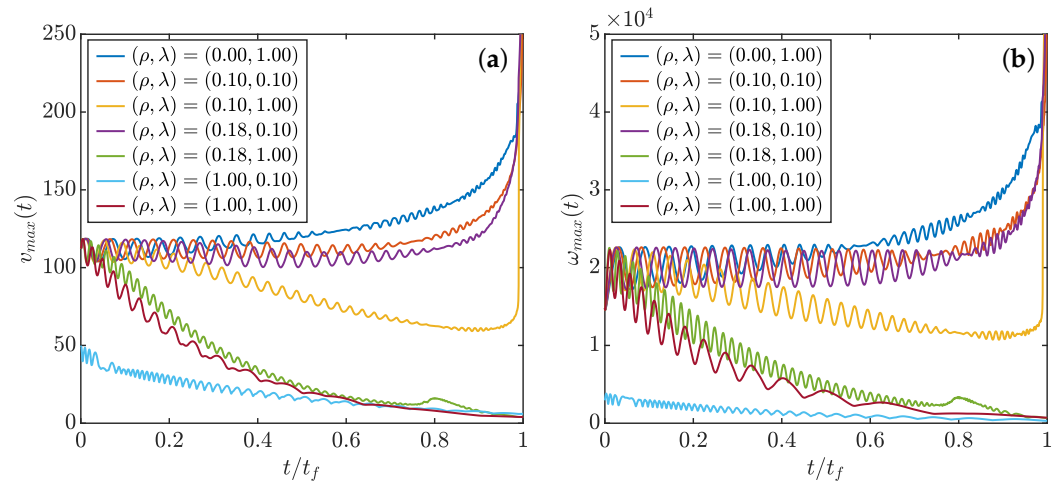 (a)
250
200
150
100
50
0
v_max(t)
(ρ, λ) = (0.00, 1.00)
(ρ, λ) = (0.10, 0.10)
(ρ, λ) = (0.10, 1.00)
(ρ, λ) = (0.18, 0.10)
(ρ, λ) = (0.18, 1.00)
(ρ, λ) = (1.00, 0.10)
(ρ, λ) = (1.00, 1.00)
0 0.2 0.4 0.6 0.8 1
t/t_f
(b)
×10⁴
5
4
3
2
1
0
ω_max(t)
(ρ, λ) = (0.00, 1.00)
(ρ, λ) = (0.10, 0.10)
(ρ, λ) = (0.10, 1.00)
(ρ, λ) = (0.18, 0.10)
(ρ, λ) = (0.18, 1.00)
(ρ, λ) = (1.00, 0.10)
(ρ, λ) = (1.00, 1.00)
0 0.2 0.4 0.6 0.8 1
t/t_f